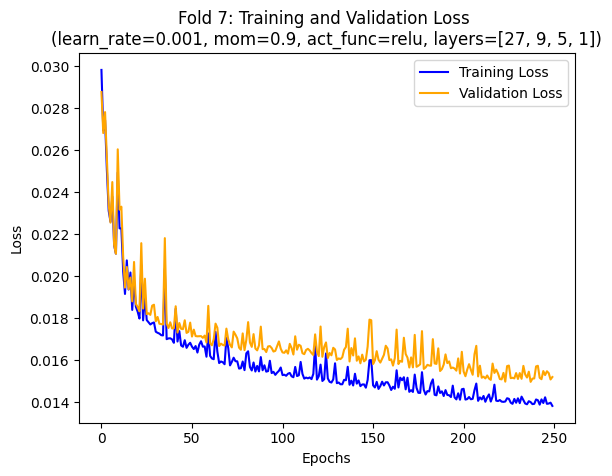 Fold 7: Training and Validation Loss
(learn_rate=0.001, mom=0.9, act_func=relu, layers=[27, 9, 5, 1])
Training Loss
Validation Loss
0.030
0.028
0.026
0.024
0.022
0.020
0.018
0.016
0.014
Loss
0
50
100
150
200
250
Epochs